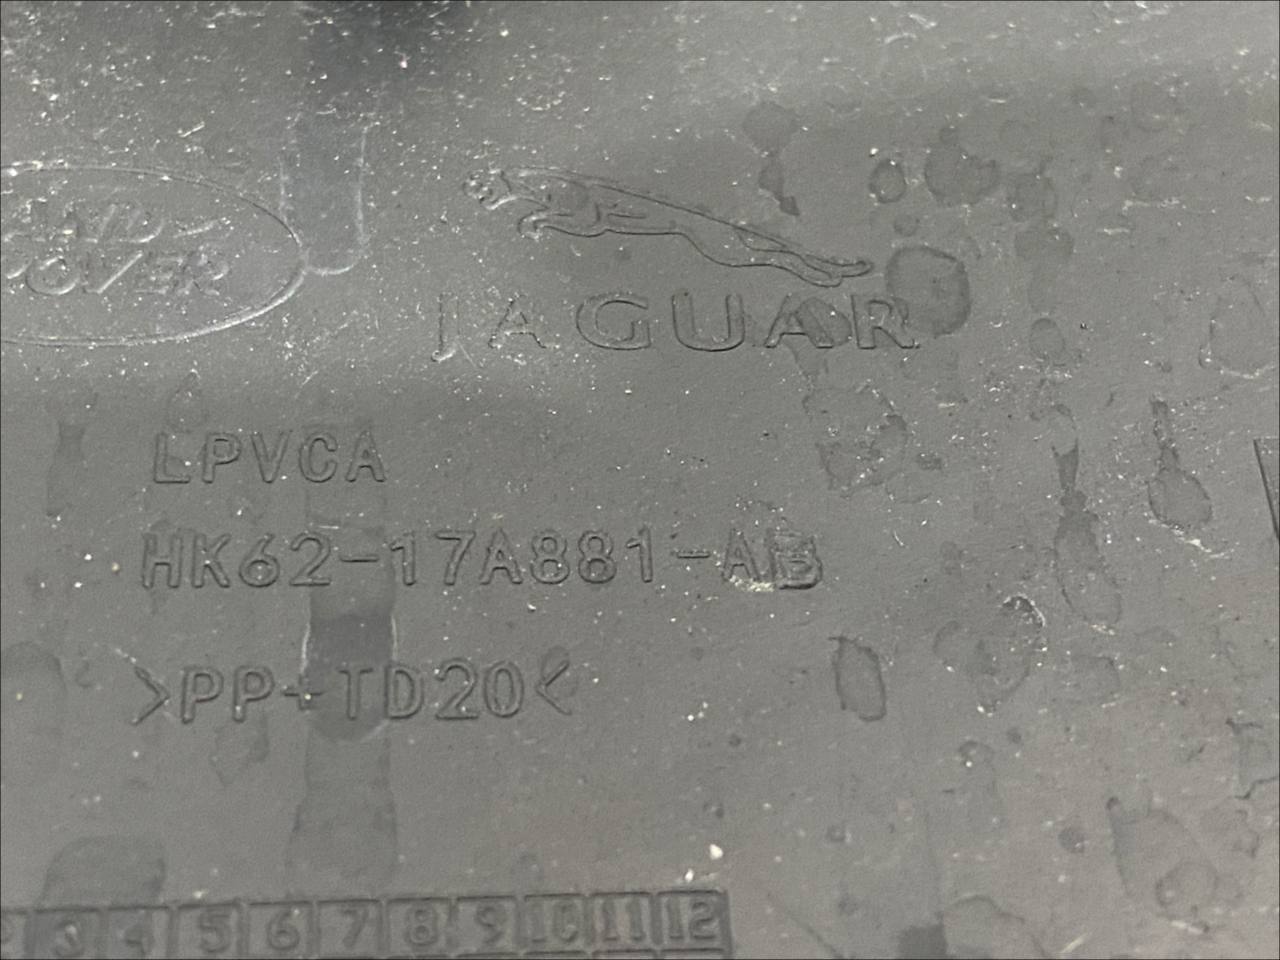 LAND-
ROVER
JAGUAR
LPVCA
HK62-17A881-AB
>PP+TD20<
3 4 5 6 7 8 9 10 11 12